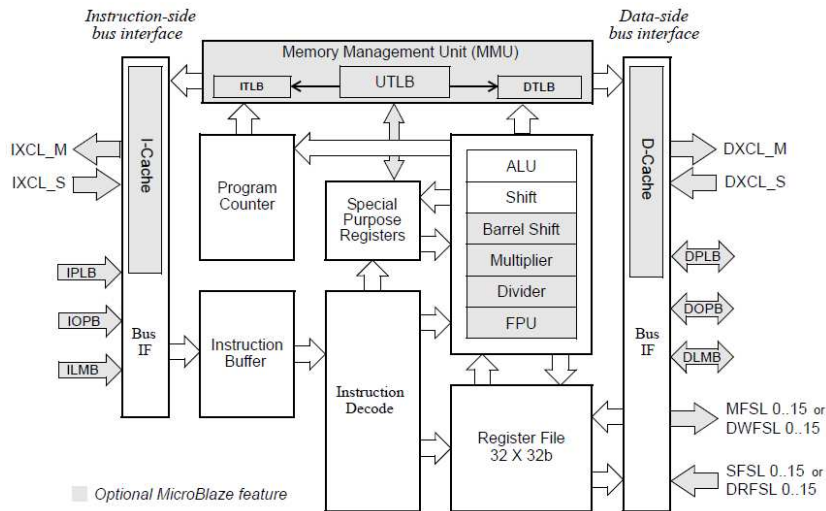 Instruction-side
bus interface
Data-side
bus interface
Memory Management Unit (MMU)
ITLB
UTLB
DTLB
I-Cache
D-Cache
IXCL_M
IXCL_S
DXCL_M
DXCL_S
Program
Counter
Special
Purpose
Registers
ALU
Shift
Barrel Shift
Multiplier
Divider
FPU
IPLB
IOPB
ILMB
Bus
IF
Instruction
Buffer
Instruction
Decode
Register File
32 X 32b
Bus
IF
DPLB
DOPB
DLMB
MFSL 0..15 or
DWFSL 0..15
SFSL 0..15 or
DRFSL 0..15
Optional MicroBlaze feature